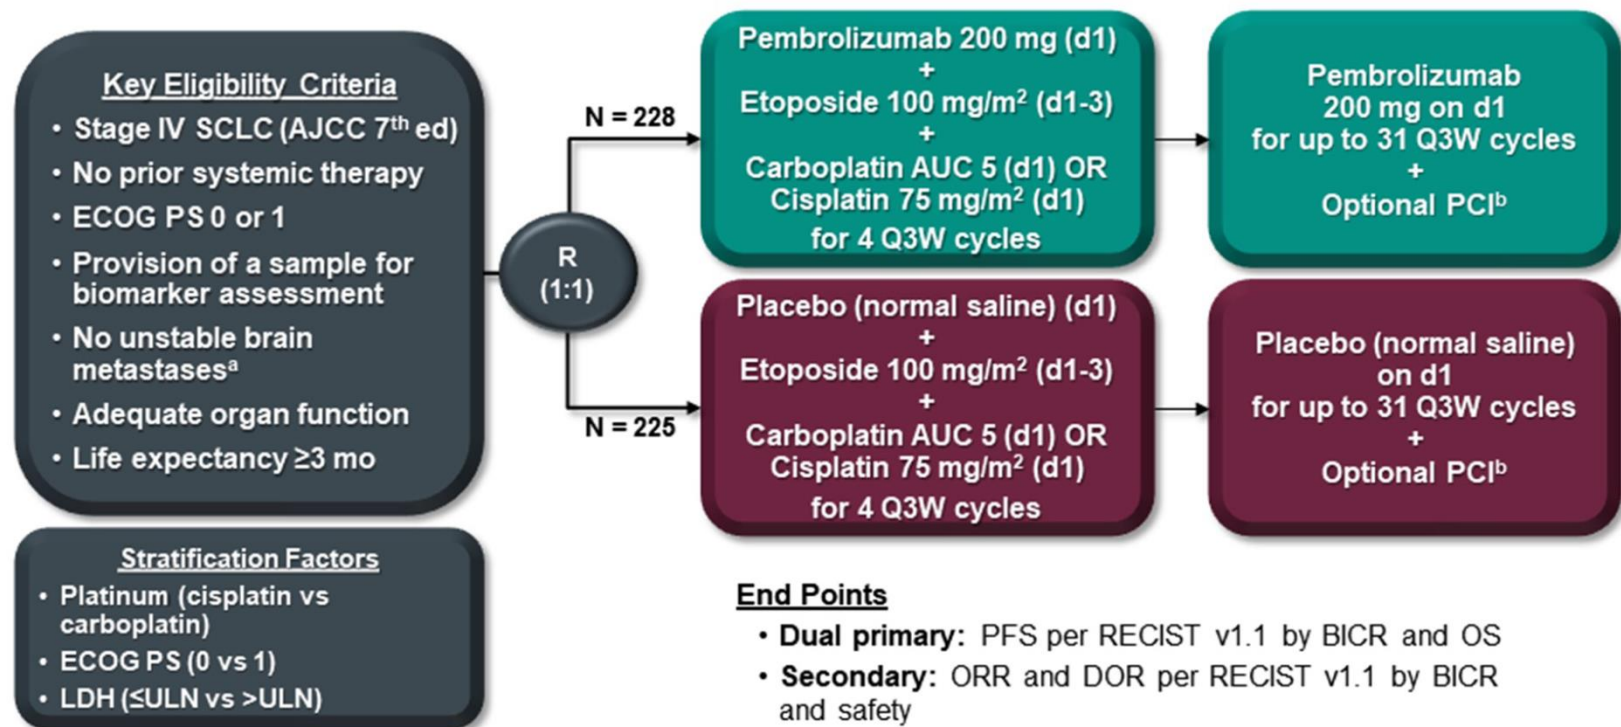 Key Eligibility Criteria
• Stage IV SCLC (AJCC 7th ed)
• No prior systemic therapy
• ECOG PS 0 or 1
• Provision of a sample for
biomarker assessment
• No unstable brain
metastasesᵃ
• Adequate organ function
• Life expectancy ≥3 mo
Stratification Factors
• Platinum (cisplatin vs
carboplatin)
• ECOG PS (0 vs 1)
• LDH (≤ULN vs >ULN)
R
(1:1)
N = 228
N = 225
Pembrolizumab 200 mg (d1)
+
Etoposide 100 mg/m² (d1-3)
+
Carboplatin AUC 5 (d1) OR
Cisplatin 75 mg/m² (d1)
for 4 Q3W cycles
Pembrolizumab
200 mg on d1
for up to 31 Q3W cycles
+
Optional PCIᵇ
Placebo (normal saline) (d1)
+
Etoposide 100 mg/m² (d1-3)
+
Carboplatin AUC 5 (d1) OR
Cisplatin 75 mg/m² (d1)
for 4 Q3W cycles
Placebo (normal saline)
on d1
for up to 31 Q3W cycles
+
Optional PCIᵇ
End Points
• Dual primary: PFS per RECIST v1.1 by BICR and OS
• Secondary: ORR and DOR per RECIST v1.1 by BICR
and safety